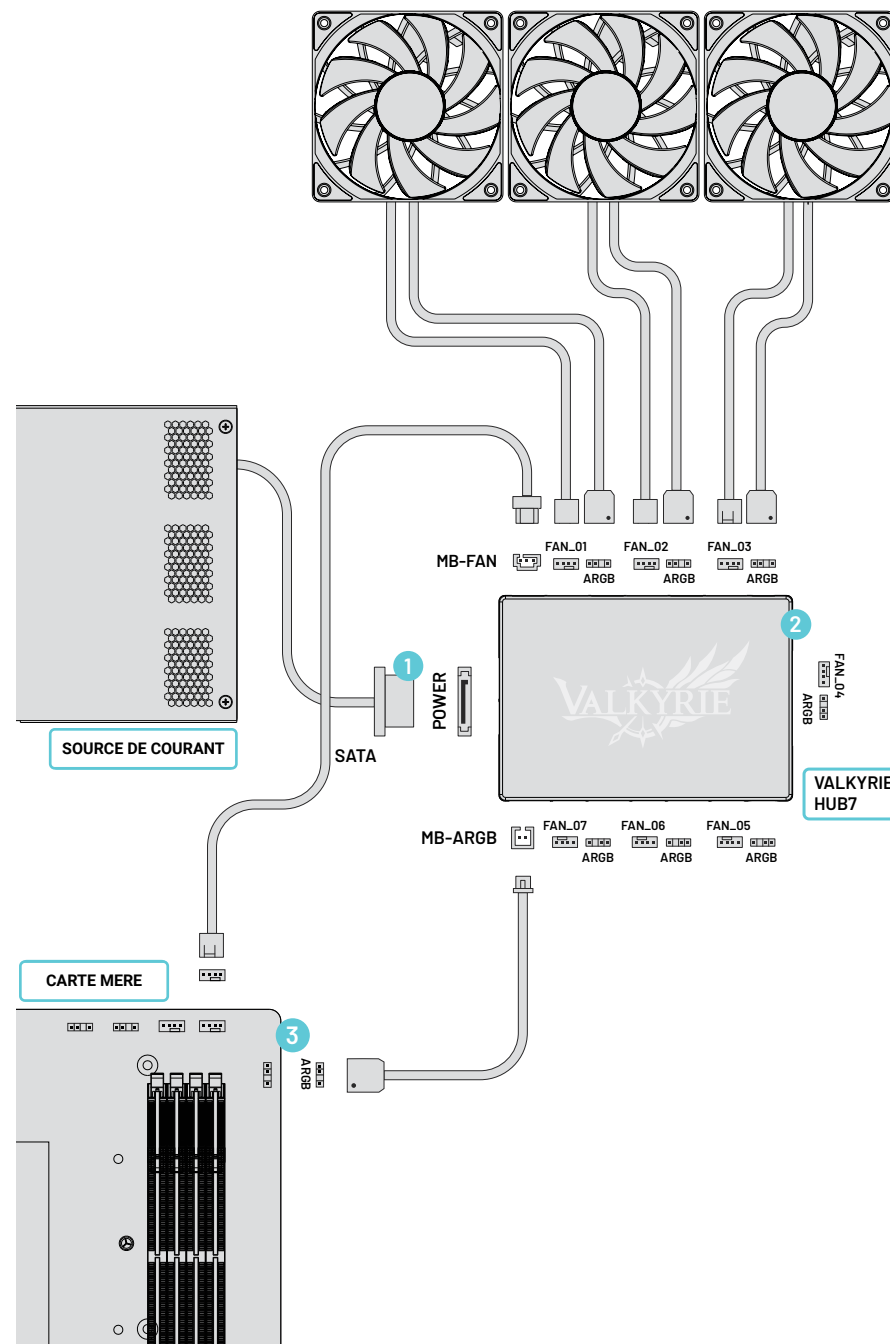 MB-FAN
FAN_01
ARGB
FAN_02
ARGB
FAN_03
ARGB
2
VALKYRIE
FAN_04
ARGB
1
POWER
SATA
SOURCE DE COURANT
VALKYRIE
HUB7
MB-ARGB
FAN_07
ARGB
FAN_06
ARGB
FAN_05
ARGB
CARTE MERE
3
ARGB